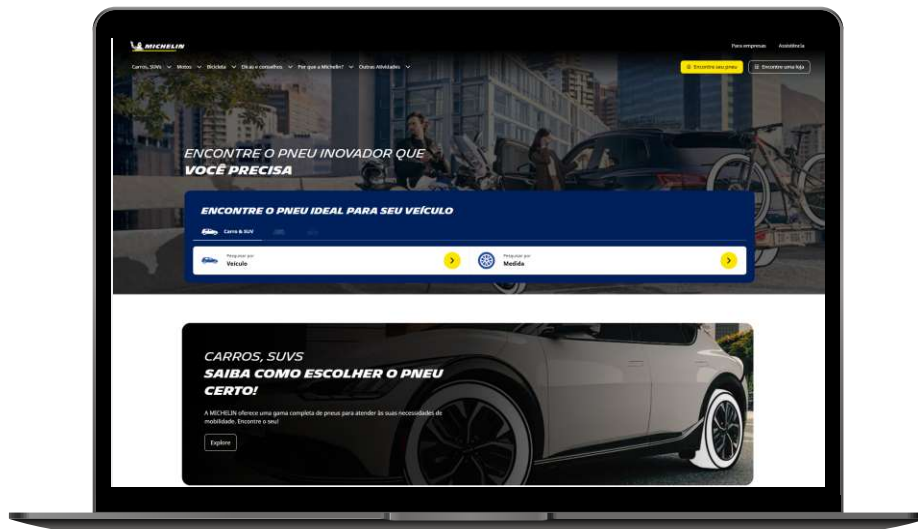 MICHELIN
Para empresas Assistência
Carros, SUVs Motos Bicicleta Dicas e conselhos Por que a Michelin? Outras Atividades
Encontre seu pneu Encontre uma loja
ENCONTRE O PNEU INOVADOR QUE
VOCÊ PRECISA
ENCONTRE O PNEU IDEAL PARA SEU VEÍCULO
Carro & SUV
Pesquisar por
Veículo
Pesquisar por
Medida
CARROS, SUVS
SAIBA COMO ESCOLHER O PNEU
CERTO!
A MICHELIN oferece uma gama completa de pneus para atender às suas necessidades de
mobilidade. Encontre o seu!
Explore